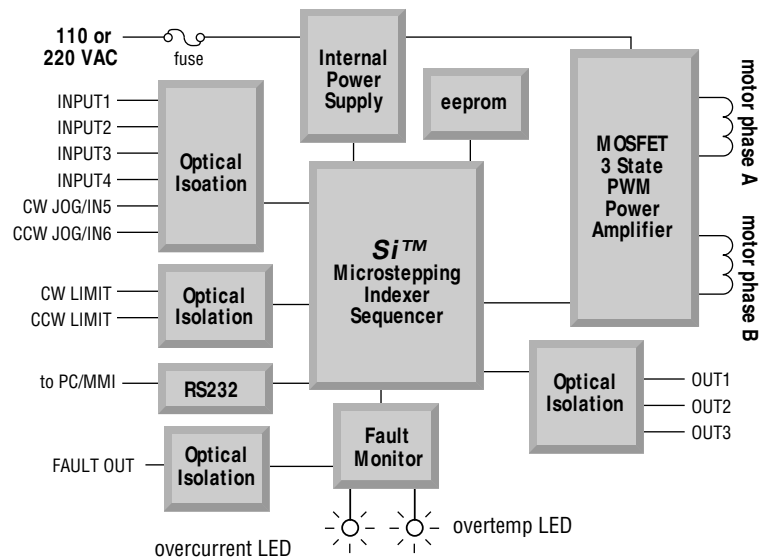 110 or
220 VAC
fuse
Internal
Power
Supply
eeprom
MOSFET
3 State
PWM
Power
Amplifier
motor phase A
motor phase B
INPUT1
INPUT2
INPUT3
INPUT4
CW JOG/IN5
CCW JOG/IN6
Optical
Isoation
Si™
Microstepping
Indexer
Sequencer
CW LIMIT
CCW LIMIT
Optical
Isolation
to PC/MMI
RS232
Optical
Isolation
OUT1
OUT2
OUT3
FAULT OUT
Optical
Isolation
Fault
Monitor
overcurrent LED
overtemp LED